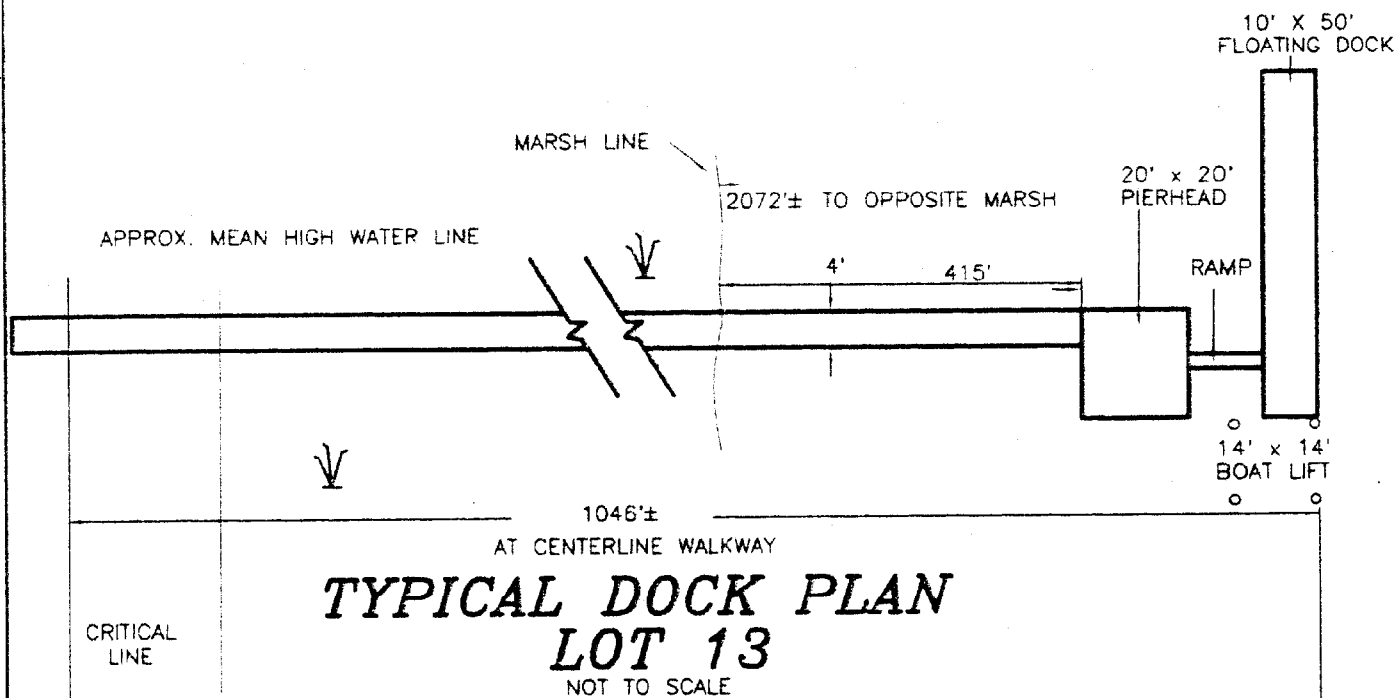 10' X 50'
FLOATING DOCK
MARSH LINE
20' x 20'
PIERHEAD
2072'± TO OPPOSITE MARSH
APPROX. MEAN HIGH WATER LINE
RAMP
4'
415'
14' x 14'
BOAT LIFT
1046'±
AT CENTERLINE WALKWAY
TYPICAL DOCK PLAN
LOT 13
NOT TO SCALE
CRITICAL
LINE